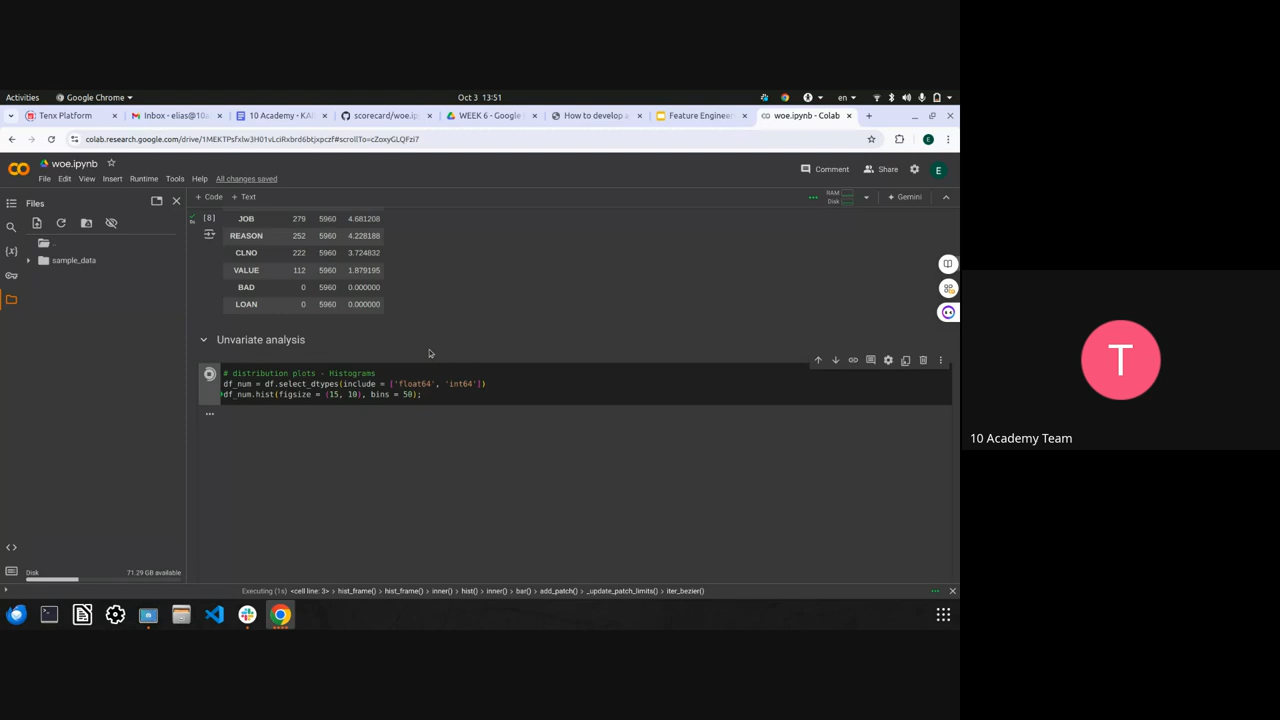 Activities
Google Chrome
Oct 3 13:51
en
Tenx Platform
Inbox - elias@10a
10 Academy - KAI
scorecard/woe.ip
WEEK 6 - Google
How to develop a
Feature Engineer
woe.ipynb - Colab
colab.research.google.com/drive/1MEKTPsfxlw3H01vLciRxbrd6btjxpczf#scrollTo=cZoxyGLQFzi7
woe.ipynb
File Edit View Insert Runtime Tools Help All changes saved
Comment
Share
E
Files
+ Code + Text
RAM
Disk
Gemini
..
sample_data
[8]
JOB 279 5960 4.681208
REASON 252 5960 4.228188
CLNO 222 5960 3.724832
VALUE 112 5960 1.879195
BAD 0 5960 0.000000
LOAN 0 5960 0.000000
Unvariate analysis
# distribution plots - Histograms
df_num = df.select_dtypes(include = ['float64', 'int64'])
df_num.hist(figsize = (15, 10), bins = 50);
...
Disk 71.29 GB available
Executing (1s) <cell line: 3> hist_frame() hist_frame() inner() hist() inner() bar() add_patch() _update_patch_limits() iter_bezier()
T
10 Academy Team